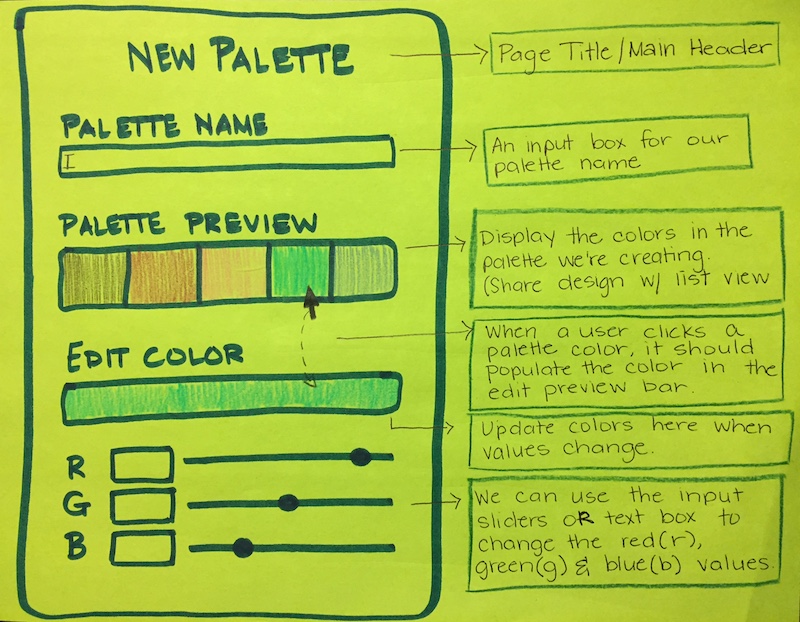 NEW PALETTE
Page Title/Main Header
PALETTE NAME
An input box for our
palette name
PALETTE PREVIEW
Display the colors in the
palette we're creating.
(Share design w/ list view
When a user clicks a
palette color, it should
populate the color in the
edit preview bar.
EDIT COLOR
Update colors here when
values change.
R
G
B
We can use the input
sliders OR text box to
change the red(r),
green(g) & blue(b) values.